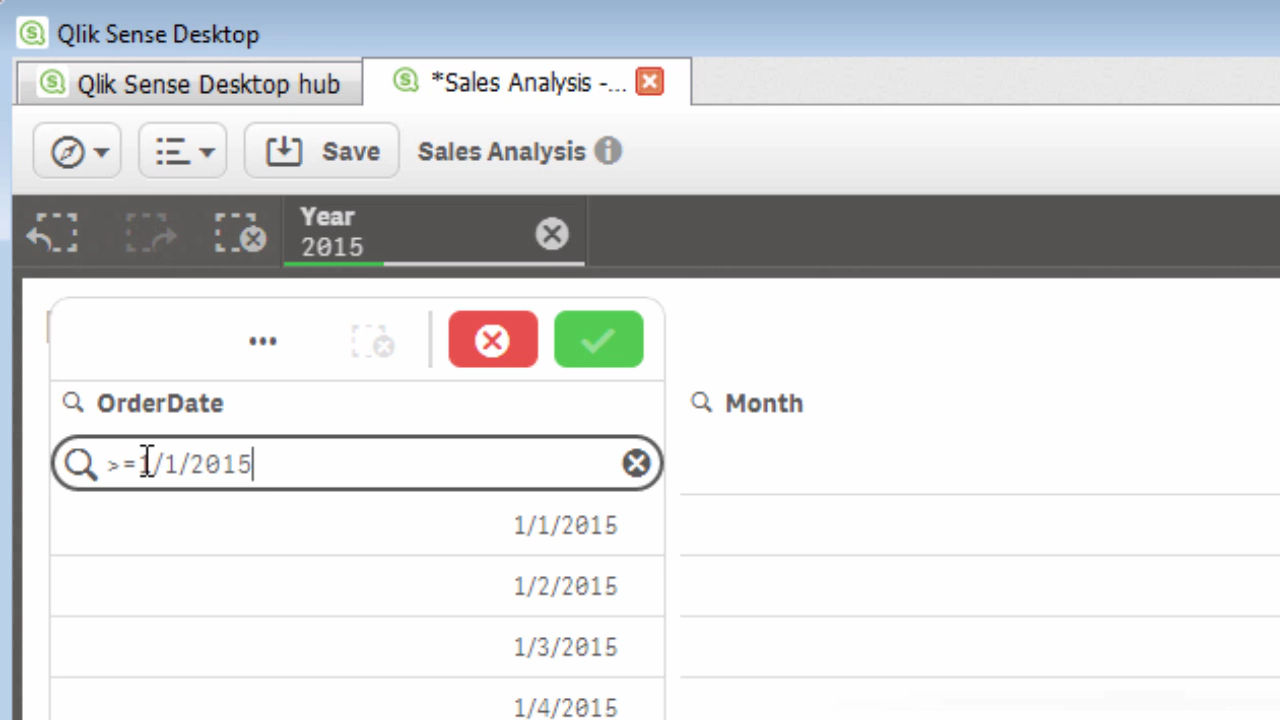 Qlik Sense Desktop
Qlik Sense Desktop hub
*Sales Analysis -...
Save
Sales Analysis
Year
2015
OrderDate
Month
>=1/1/2015
1/1/2015
1/2/2015
1/3/2015
1/4/2015